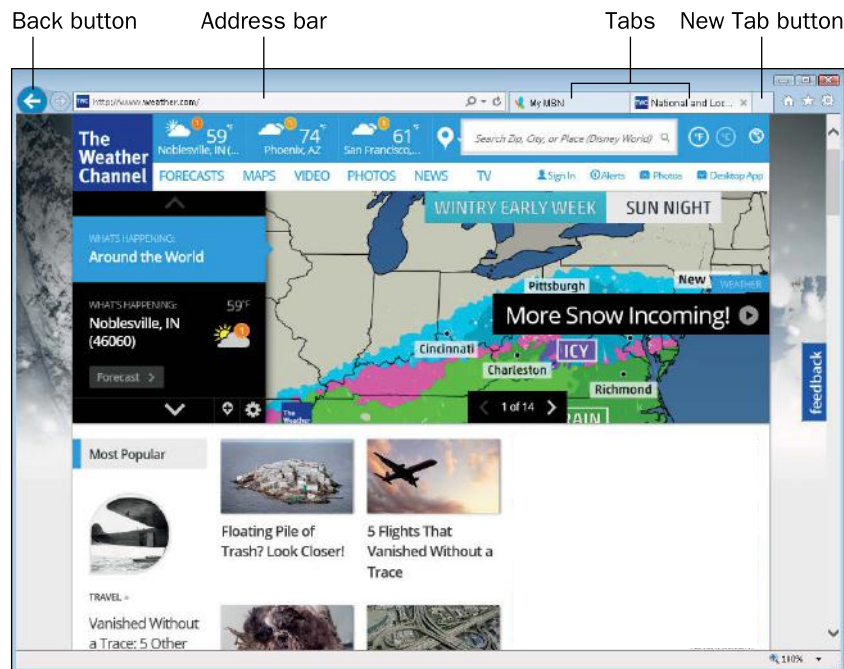 Back button Address bar Tabs New Tab button
http://www.weather.com/ My MSN National and Loc...
The
Weather
Channel
59° 74° 61°
Noblesville, IN (... Phoenix, AZ San Francisco,...
Search Zip, City, or Place (Disney World) °F °C
FORECASTS MAPS VIDEO PHOTOS NEWS TV Sign In Alerts Photos Desktop App
WINTRY EARLY WEEK SUN NIGHT
WHAT'S HAPPENING:
Around the World
WHAT'S HAPPENING: 59°F
Noblesville, IN
(46060)
Forecast >
Pittsburgh New WEATHER
More Snow Incoming!
Cincinnati ICY
Charleston
Richmond
1 of 14
RAIN
The
Weather
feedback
Most Popular
Floating Pile of
Trash? Look Closer!
5 Flights That
Vanished Without a
Trace
TRAVEL
Vanished Without
a Trace: 5 Other
110%